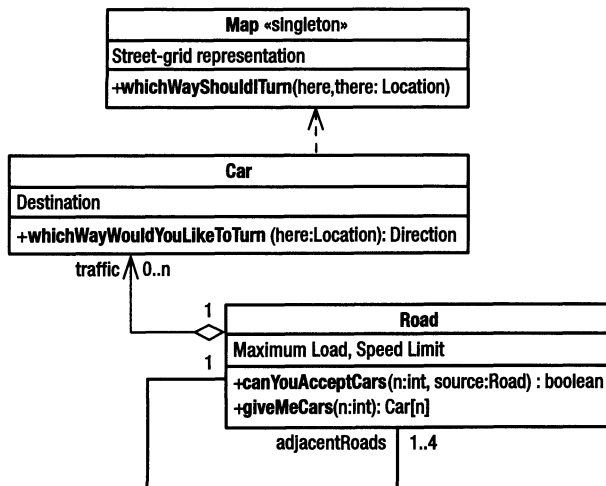 Map «singleton»
Street-grid representation
+whichWayShouldITurn(here,there: Location)
Car
Destination
+whichWayWouldYouLikeToTurn (here:Location): Direction
traffic 0..n
1
Road
Maximum Load, Speed Limit
1
+canYouAcceptCars(n:int, source:Road) : boolean
+giveMeCars(n:int): Car[n]
adjacentRoads 1..4